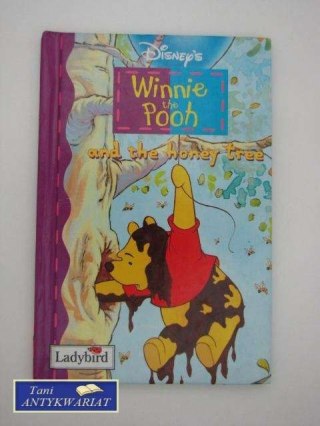 Disney's
Winnie
the
Pooh
and the honey tree
Ladybird
Tani
ANTYKWARIAT